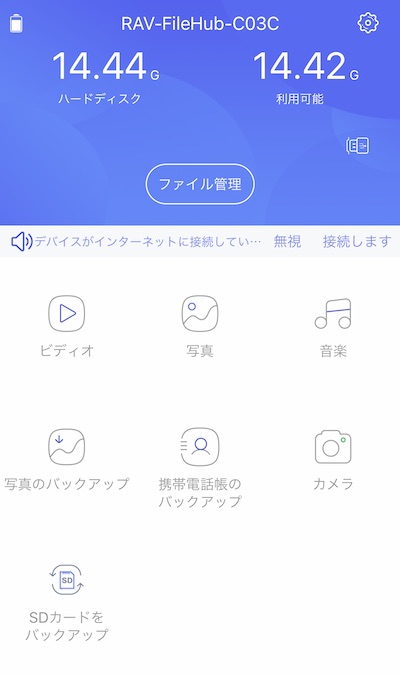 RAV-FileHub-C03C
14.44 G
14.42 G
ハードディスク
利用可能
ファイル管理
デバイスがインターネットに接続してい… 無視 接続します
ビディオ
写真
音楽
写真のバックアップ
携帯電話帳の
バックアップ
カメラ
SD
SDカードを
バックアップ